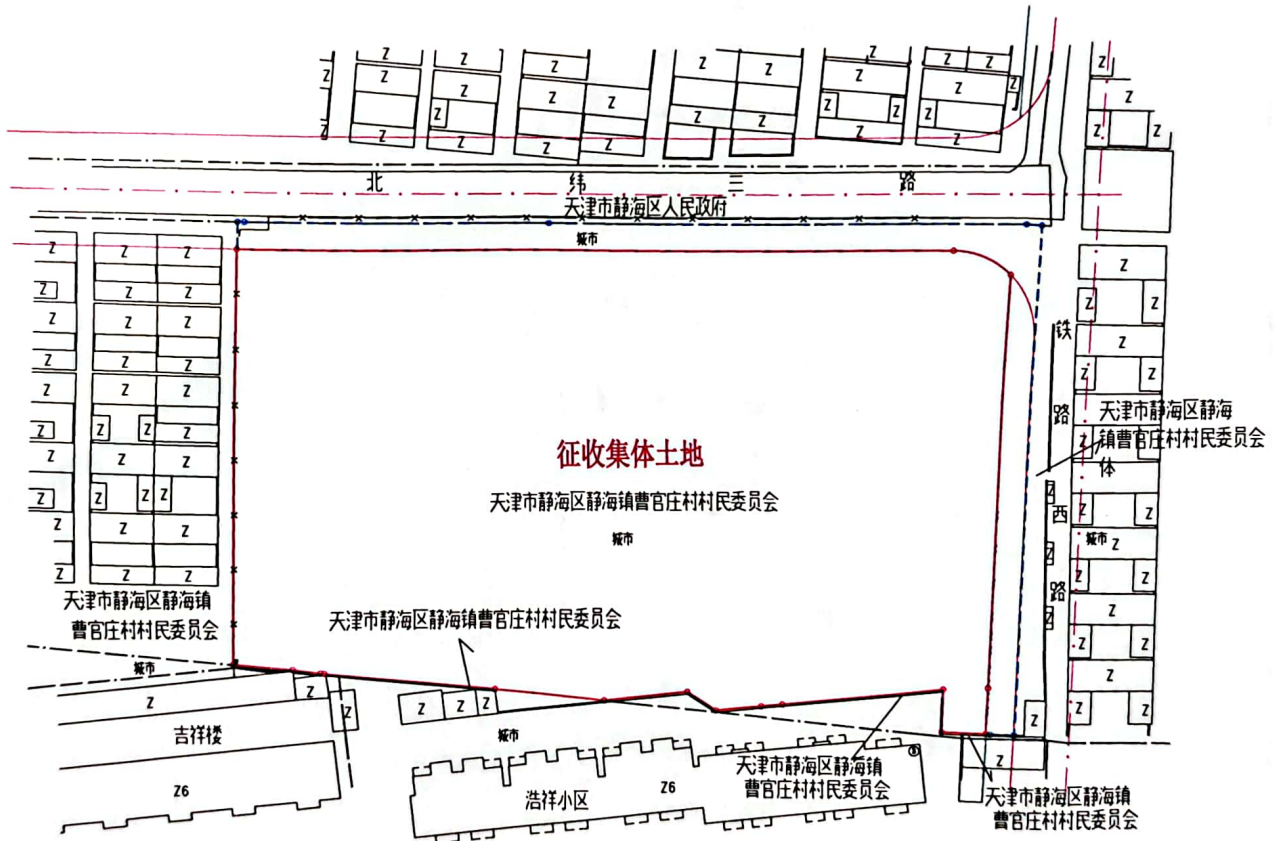 北纬三路
天津市静海区人民政府
城市
征收集体土地
天津市静海区静海镇曹官庄村村民委员会
城市
铁路西路
天津市静海区静海
镇曹官庄村村民委员会
体
城市
天津市静海区静海镇
曹官庄村村民委员会
城市
天津市静海区静海镇曹官庄村村民委员会
Z
吉祥楼
Z6
Z
Z
Z
Z
Z
城市
浩祥小区
Z6
天津市静海区静海镇
曹官庄村村民委员会
Z
Z
天津市静海区静海镇
曹官庄村村民委员会